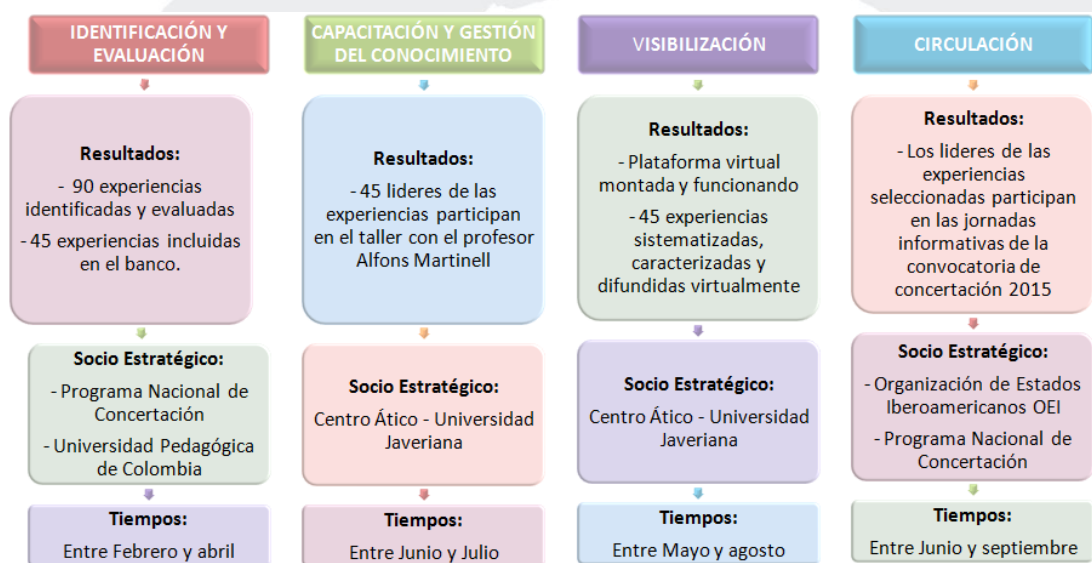 IDENTIFICACIÓN Y
EVALUACIÓN
Resultados:
- 90 experiencias
identificadas y evaluadas
- 45 experiencias incluidas
en el banco.
Socio Estratégico:
- Programa Nacional de
Concertación
- Universidad Pedagógica
de Colombia
Tiempos:
Entre Febrero y abril
CAPACITACIÓN Y GESTIÓN
DEL CONOCIMIENTO
Resultados:
- 45 lideres de las
experiencias participan
en el taller con el profesor
Alfons Martinell
Socio Estratégico:
Centro Ático - Universidad
Javeriana
Tiempos:
Entre Junio y Julio
VISIBILIZACIÓN
Resultados:
- Plataforma virtual
montada y funcionando
- 45 experiencias
sistematizadas,
caracterizadas y
difundidas virtualmente
Socio Estratégico:
Centro Ático - Universidad
Javeriana
Tiempos:
Entre Mayo y agosto
CIRCULACIÓN
Resultados:
- Los lideres de las
experiencias
seleccionadas participan
en las jornadas
informativas de la
convocatoria de
concertación 2015
Socio Estratégico:
- Organización de Estados
Iberoamericanos OEI
- Programa Nacional de
Concertación
Tiempos:
Entre Junio y septiembre